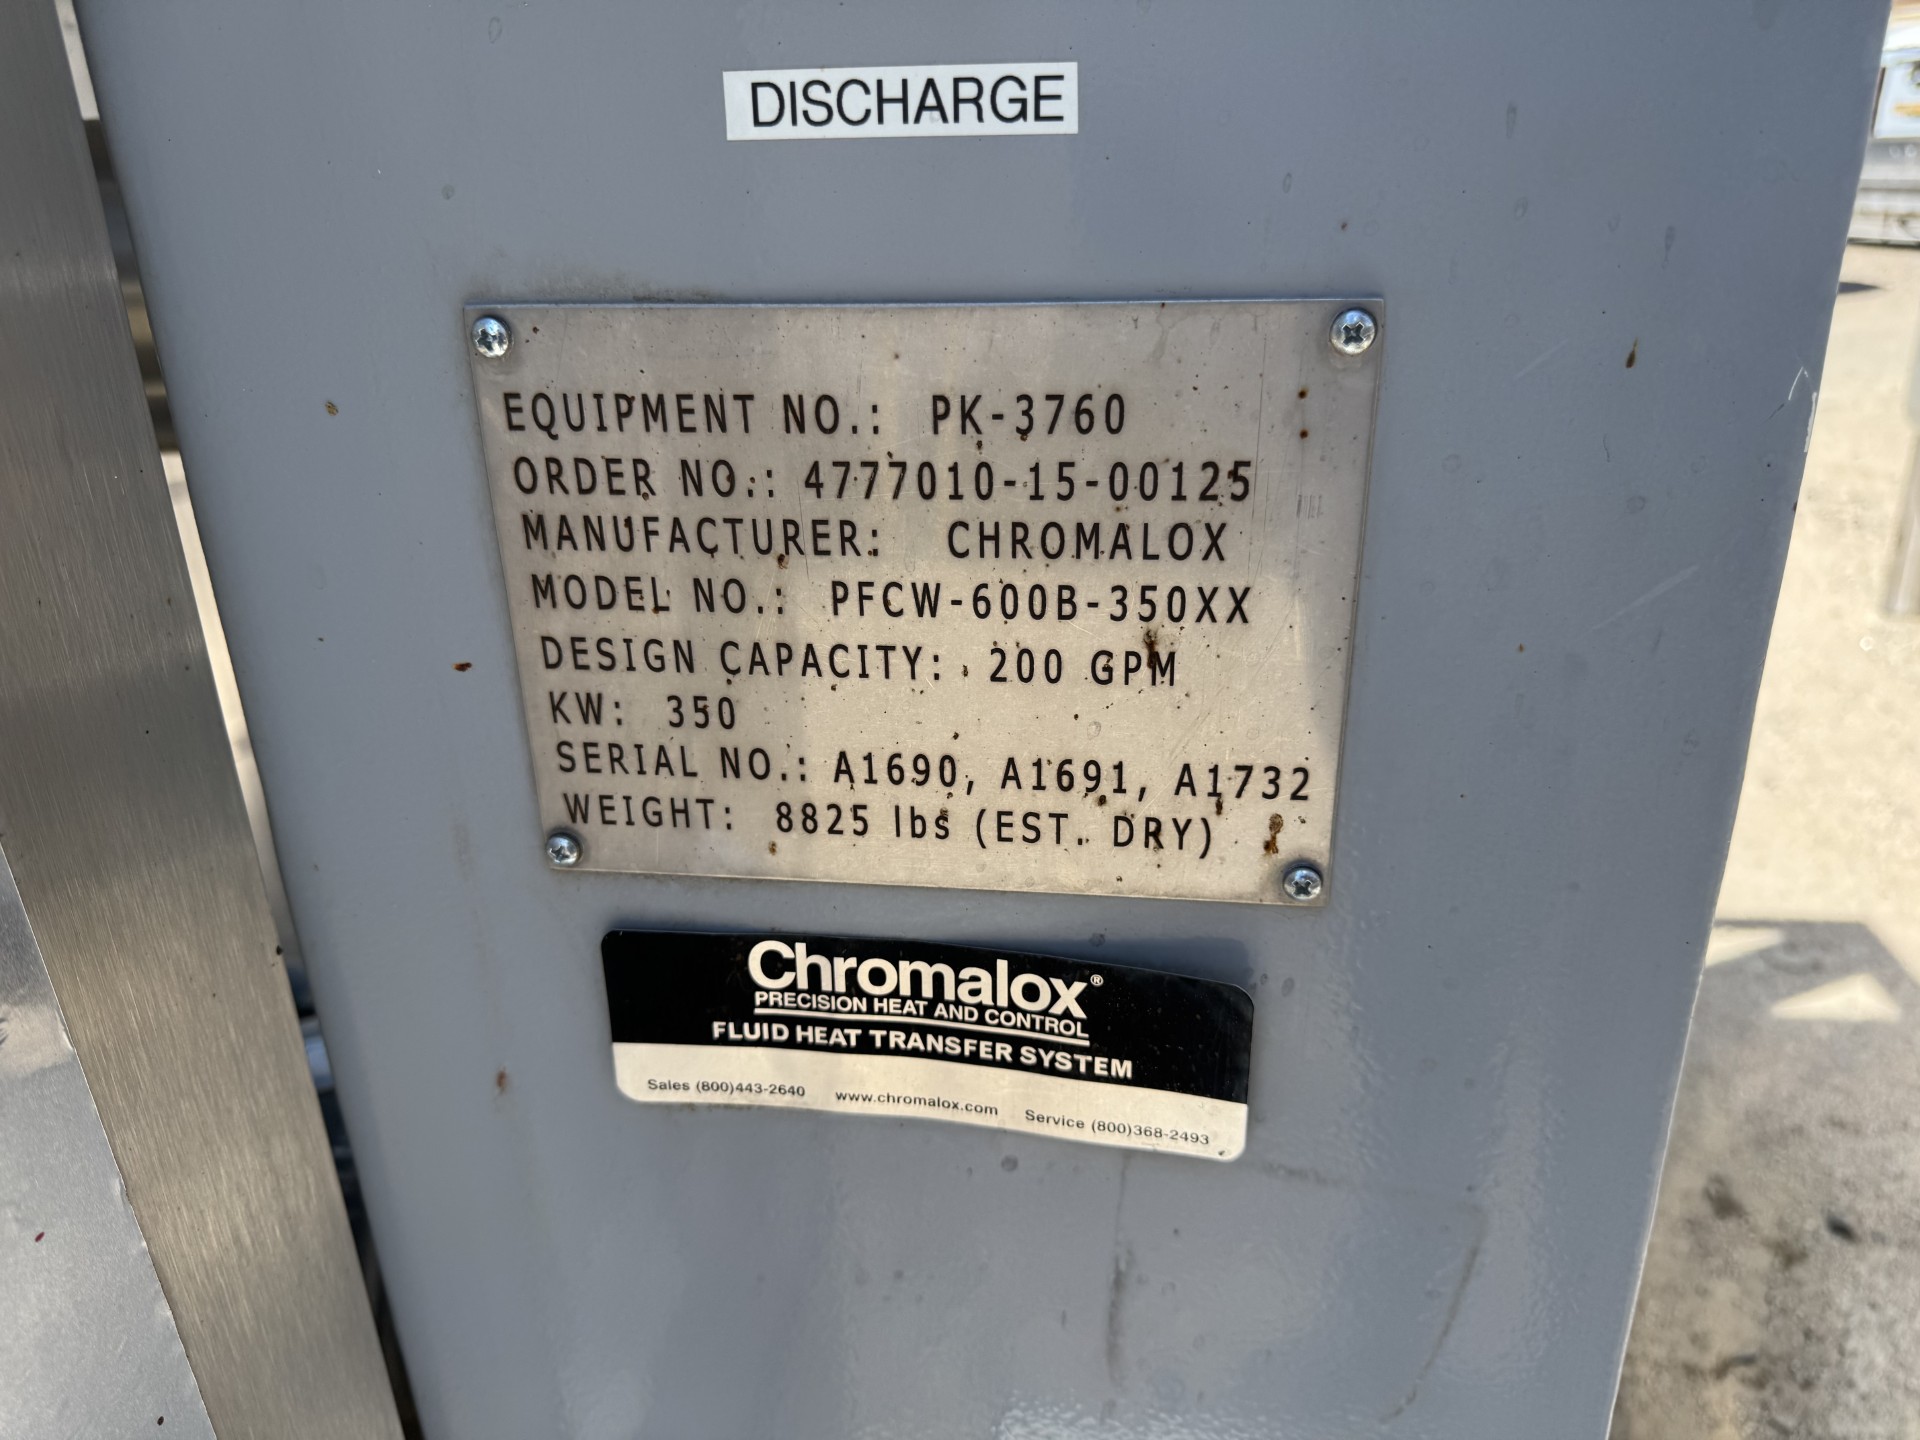 DISCHARGE
EQUIPMENT NO.: PK-3760
ORDER NO.: 4777010-15-00125
MANUFACTURER: CHROMALOX
MODEL NO.: PFCW-600B-350XX
DESIGN CAPACITY: 200 GPM
KW: 350
SERIAL NO.: A1690, A1691, A1732
WEIGHT: 8825 lbs (EST. DRY)
Chromalox®
PRECISION HEAT AND CONTROL
FLUID HEAT TRANSFER SYSTEM
Sales (800)443-2640 www.chromalox.com Service (800)368-2493